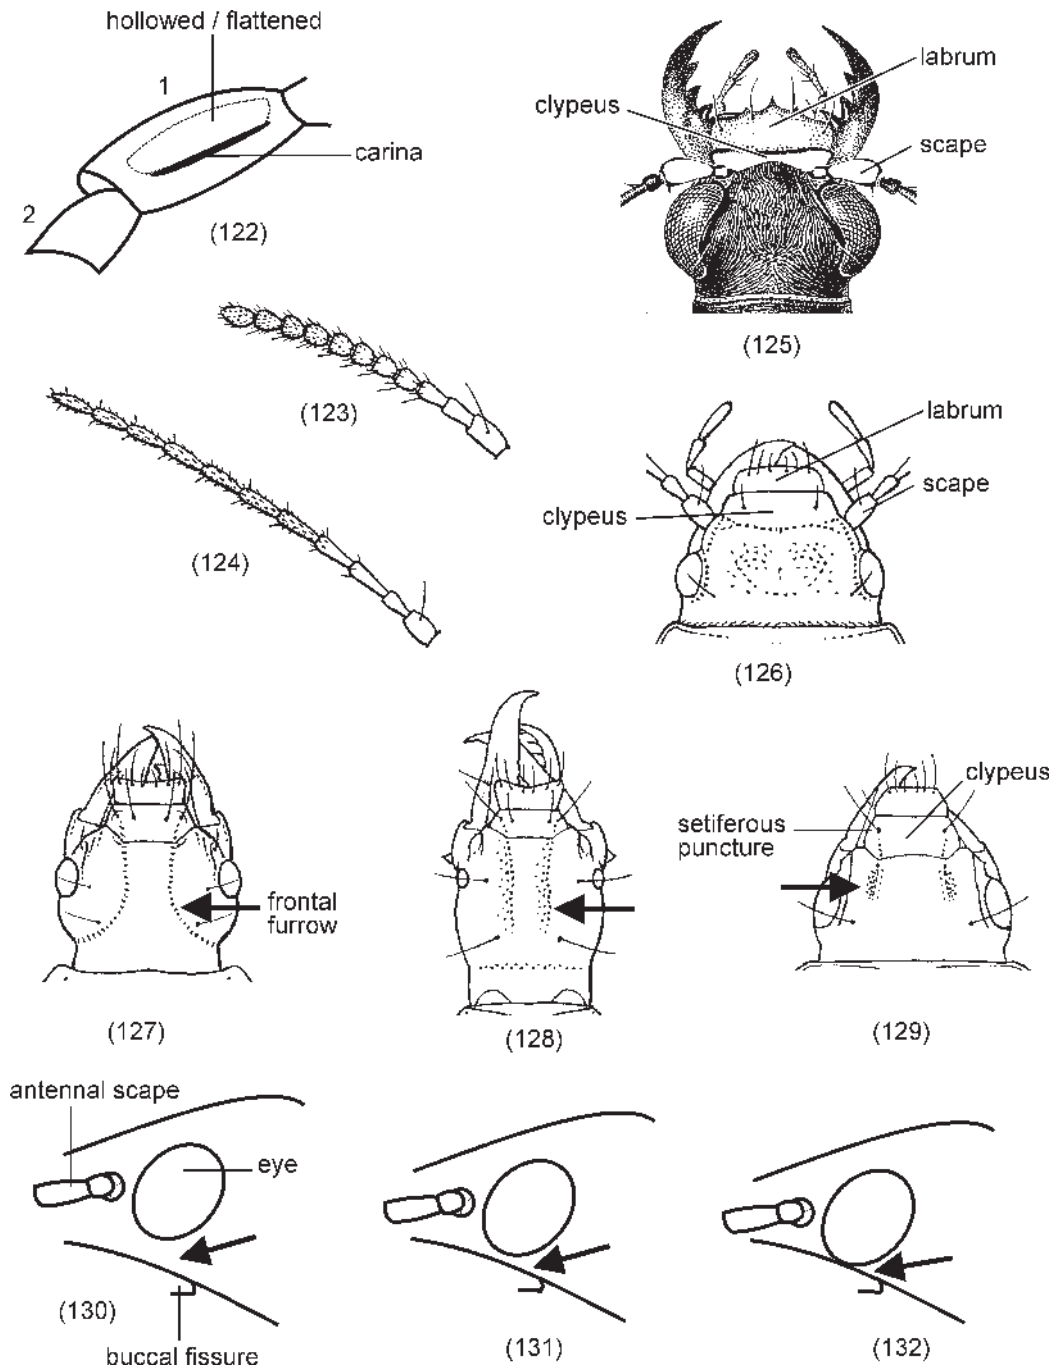 hollowed / flattened
1
carina
2
(122)
labrum
clypeus
scape
(125)
(123)
(124)
labrum
scape
clypeus
(126)
frontal
furrow
(127)
(128)
clypeus
setiferous
puncture
(129)
antennal scape
eye
(130)
buccal fissure
(131)
(132)